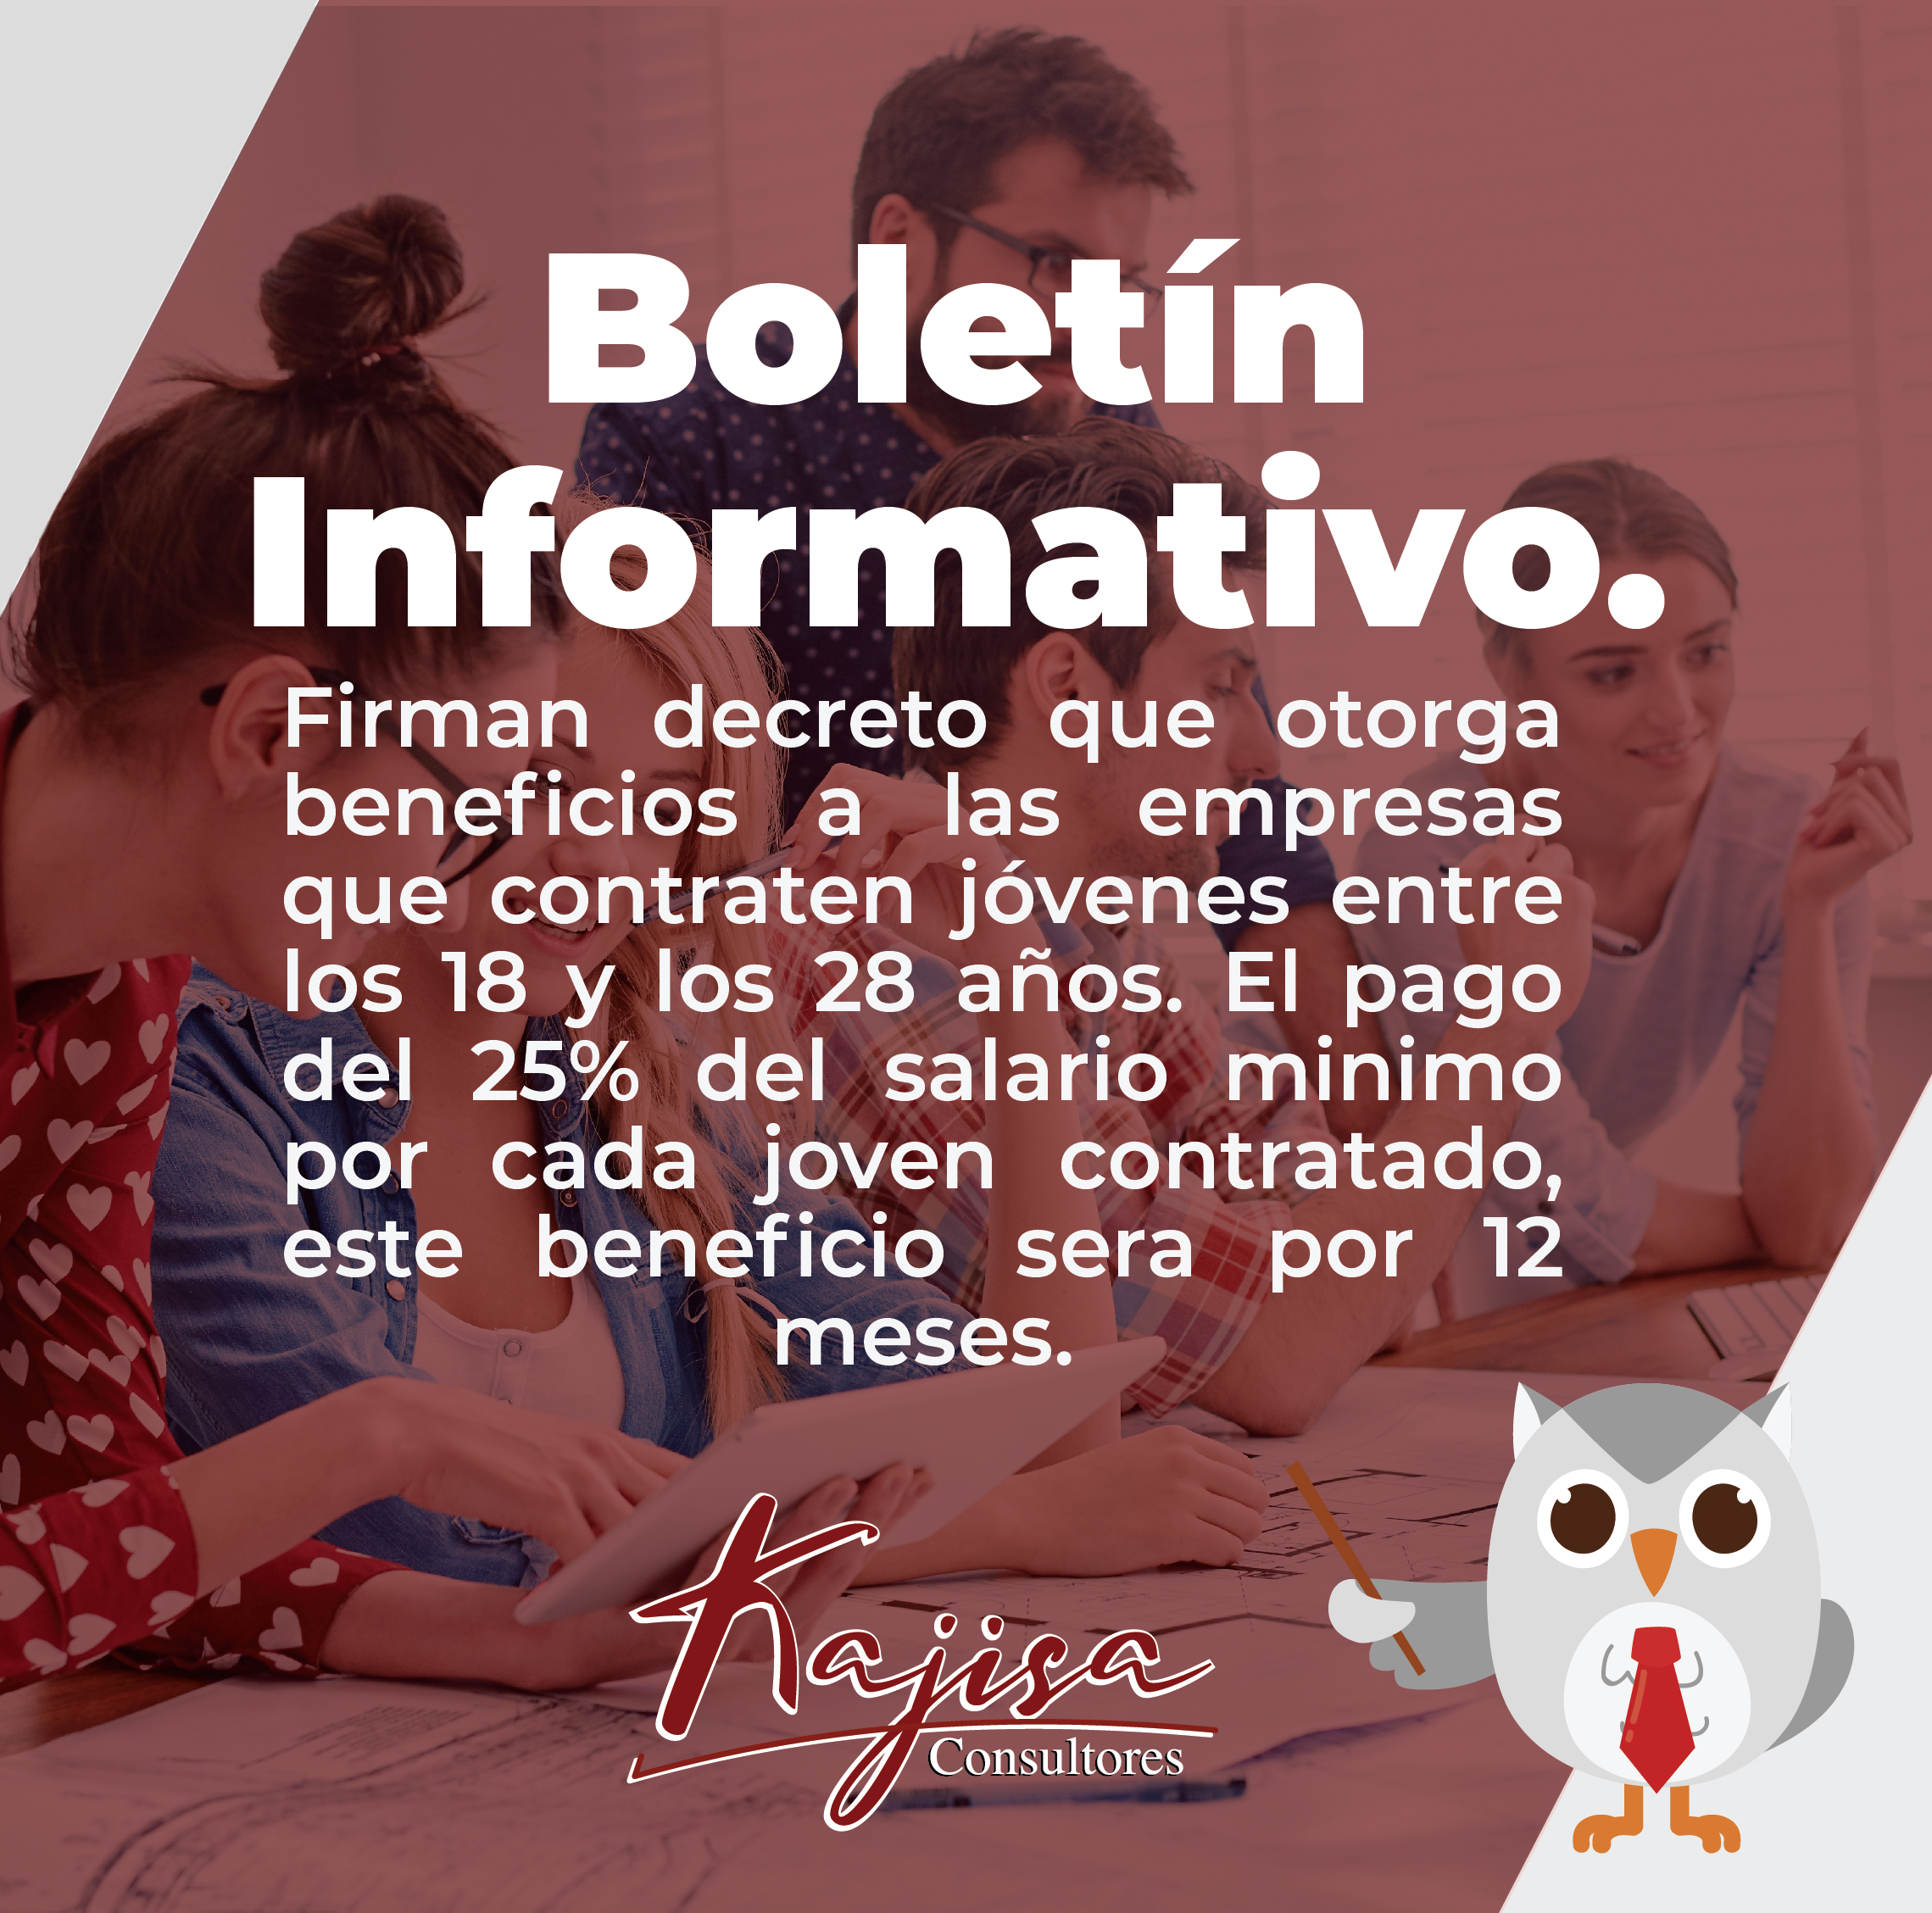 Boletín
Informativo.
Firman decreto que otorga
beneficios a las empresas
que contraten jóvenes entre
los 18 y los 28 años. El pago
del 25% del salario minimo
por cada joven contratado,
este beneficio sera por 12
meses.
Kajisa
Consultores